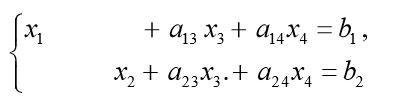 x₁ + a₁₃ x₃ + a₁₄x₄ = b₁ ,
x₂ + a₂₃x₃.+ a₂₄x₄ = b₂